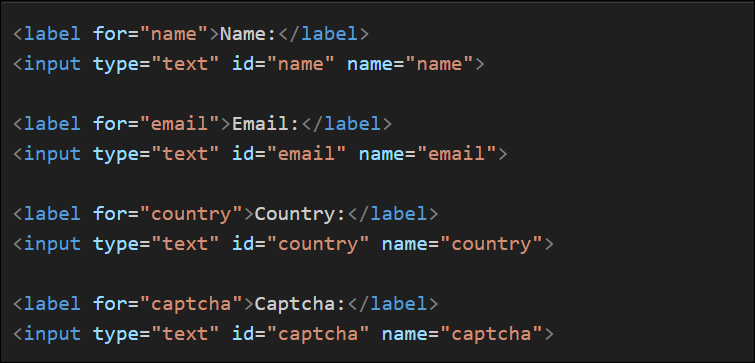 <label for="name">Name:</label>
<input type="text" id="name" name="name">
<label for="email">Email:</label>
<input type="text" id="email" name="email">
<label for="country">Country:</label>
<input type="text" id="country" name="country">
<label for="captcha">Captcha:</label>
<input type="text" id="captcha" name="captcha">